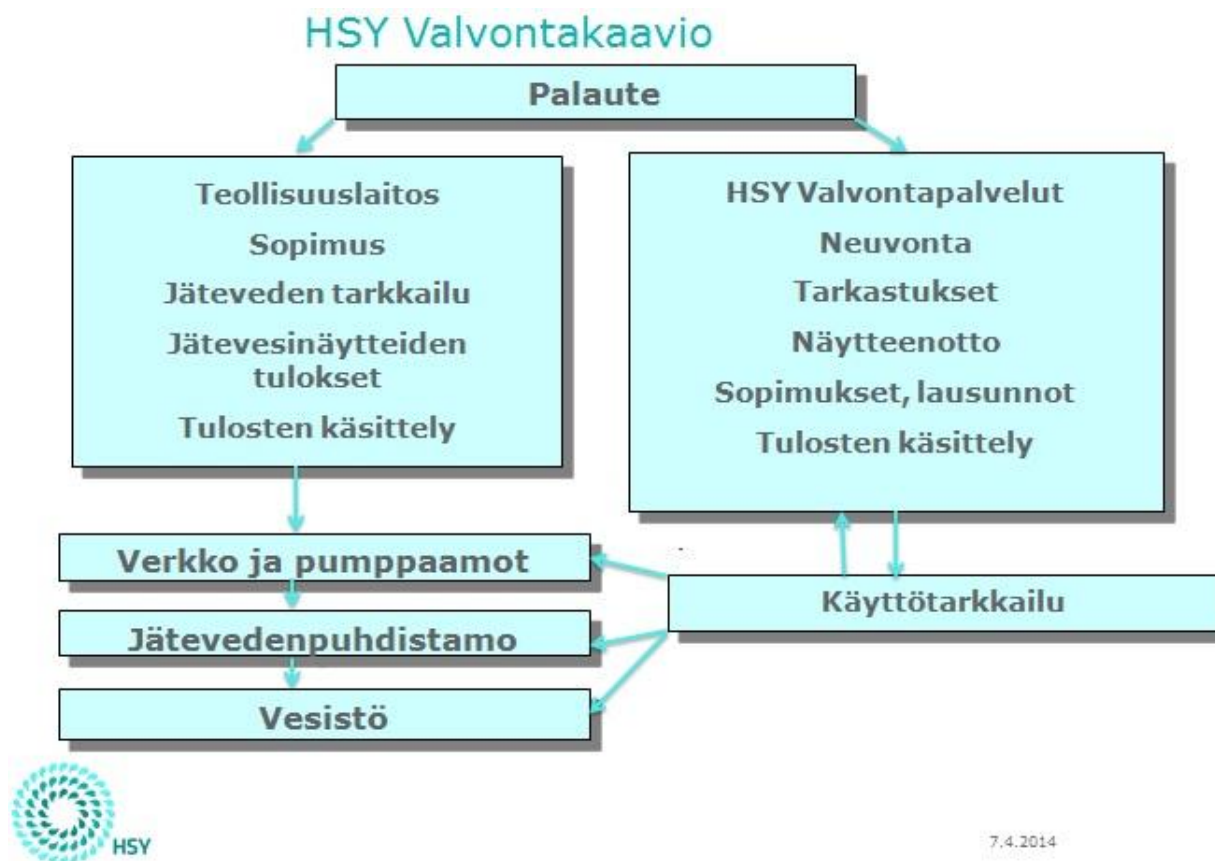 HSY Valvontakaavio
Palaute
Teollisuuslaitos
Sopimus
Jäteveden tarkkailu
Jätevesinäytteiden
tulokset
Tulosten käsittely
HSY Valvontapalvelut
Neuvonta
Tarkastukset
Näytteenotto
Sopimukset, lausunnot
Tulosten käsittely
Verkko ja pumppaamot
Käyttötarkkailu
Jätevedenpuhdistamo
Vesistö
HSY
7.4.2014